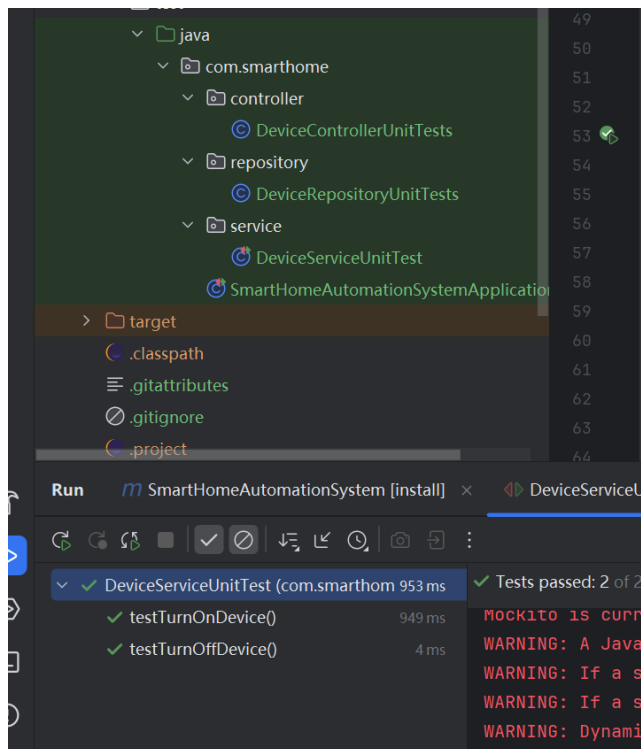 java
com.smarthome
controller
DeviceControllerUnitTests
repository
DeviceRepositoryUnitTests
service
DeviceServiceUnitTest
SmartHomeAutomationSystemApplicatio
target
.classpath
.gitattributes
.gitignore
.project
49
50
51
52
53
54
55
56
57
58
59
60
61
62
63
64
Run
SmartHomeAutomationSystem [install]
DeviceServiceU
DeviceServiceUnitTest (com.smarthom 953 ms
testTurnOnDevice() 949 ms
testTurnOffDevice() 4 ms
Tests passed: 2 of 2
Mockito is curr
WARNING: A Java
WARNING: If a s
WARNING: If a s
WARNING: Dynami